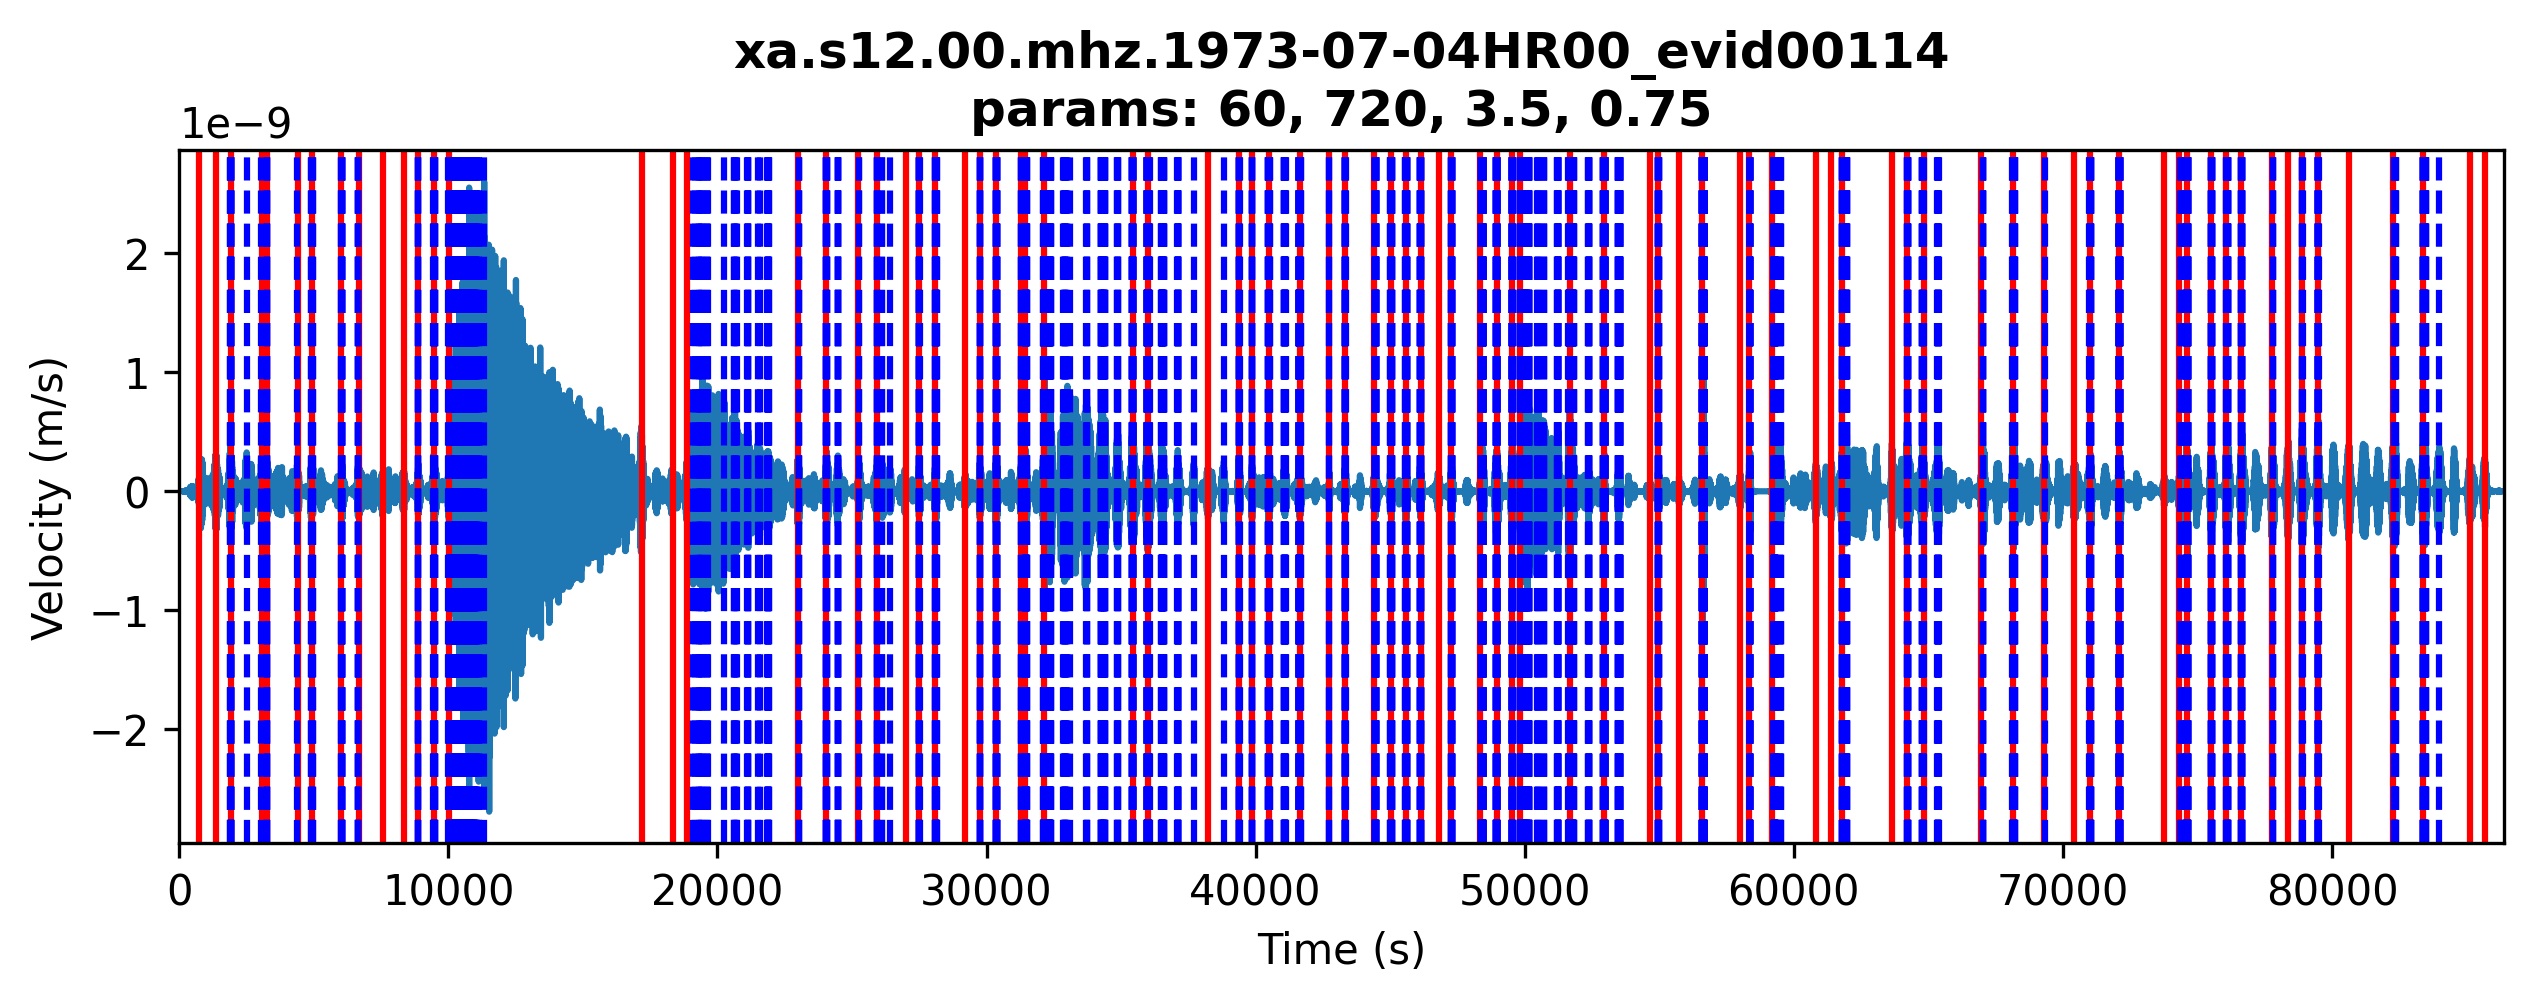 xa.s12.00.mhz.1973-07-04HR00_evid00114
params: 60, 720, 3.5, 0.75
1e−9
Velocity (m/s)
2
1
0
−1
−2
0 10000 20000 30000 40000 50000 60000 70000 80000
Time (s)